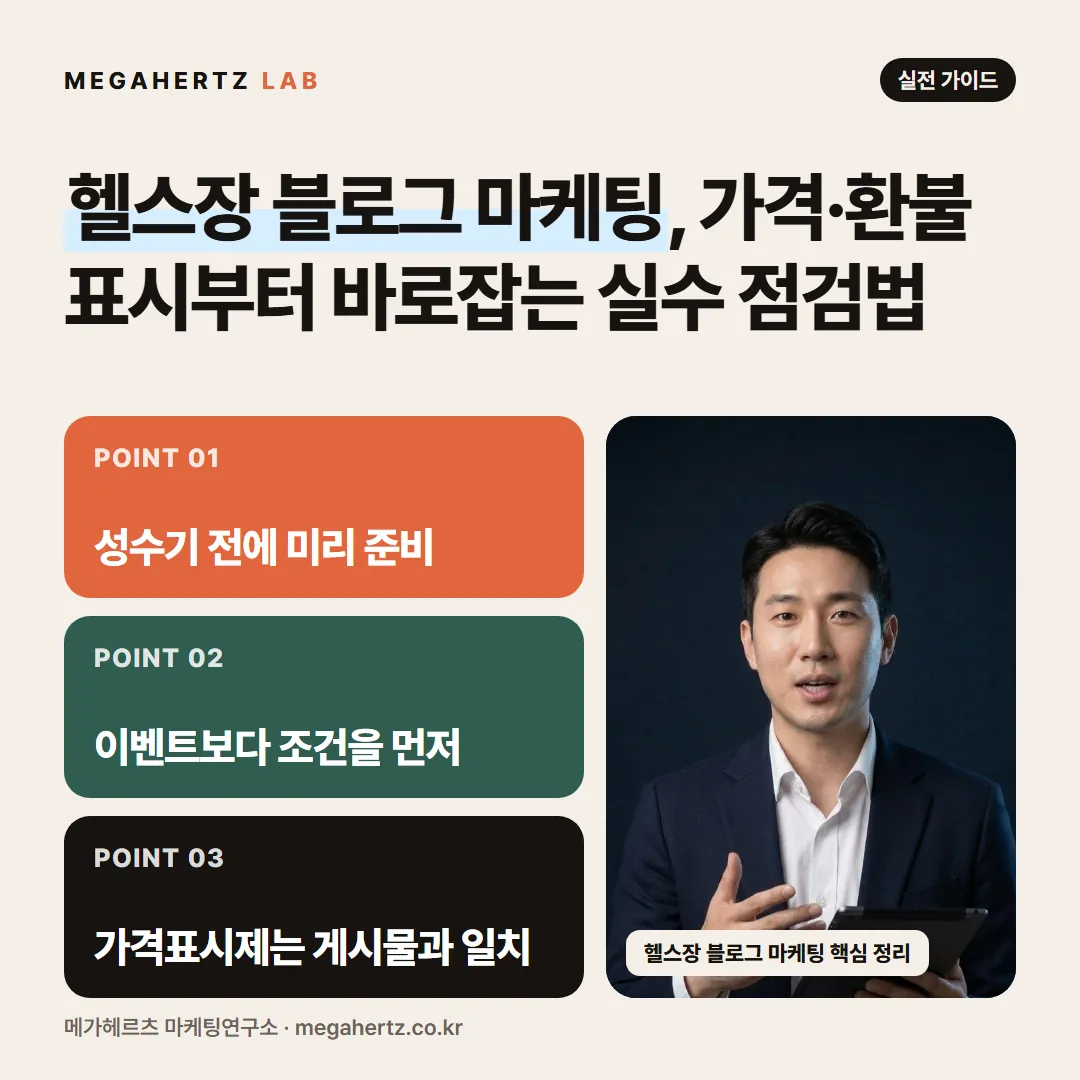 MEGAHERTZ LAB
실전 가이드
헬스장 블로그 마케팅, 가격·환불
표시부터 바로잡는 실수 점검법
POINT 01
성수기 전에 미리 준비
POINT 02
이벤트보다 조건을 먼저
POINT 03
가격표시제는 게시물과 일치
헬스장 블로그 마케팅 핵심 정리
메가헤르츠 마케팅연구소 · megahertz.co.kr